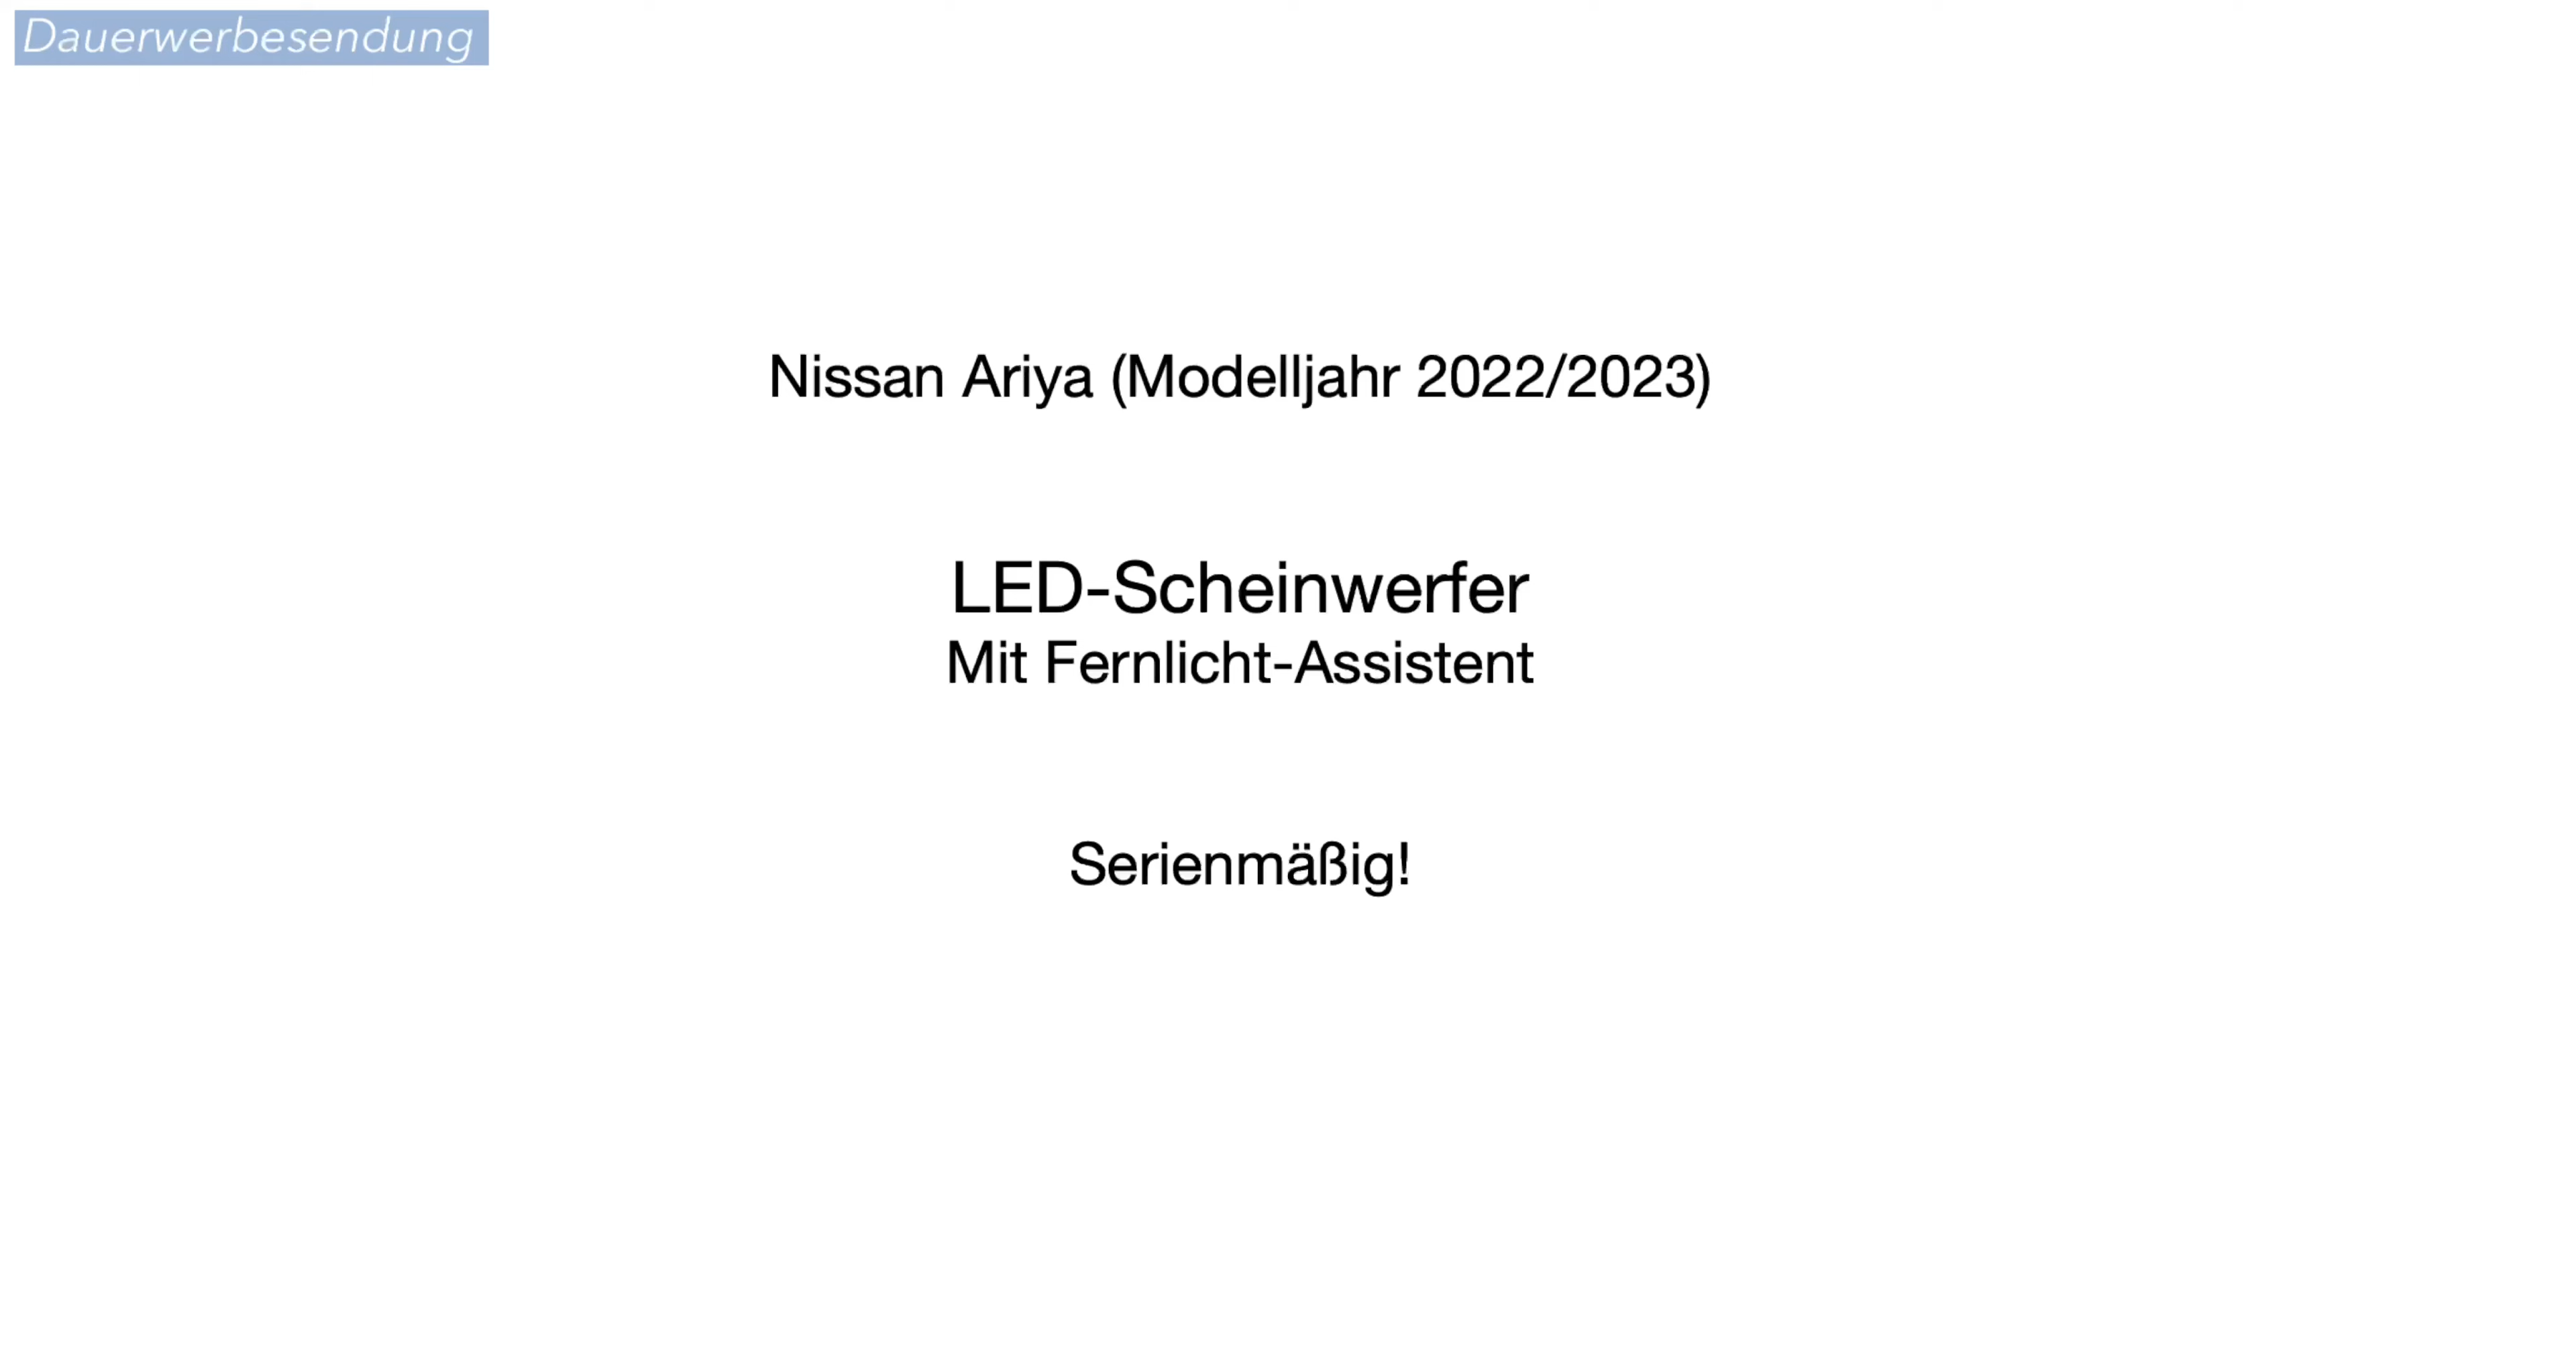 Dauerwerbesendung
Nissan Ariya (Modelljahr 2022/2023)
LED-Scheinwerfer
Mit Fernlicht-Assistent
Serienmäßig!